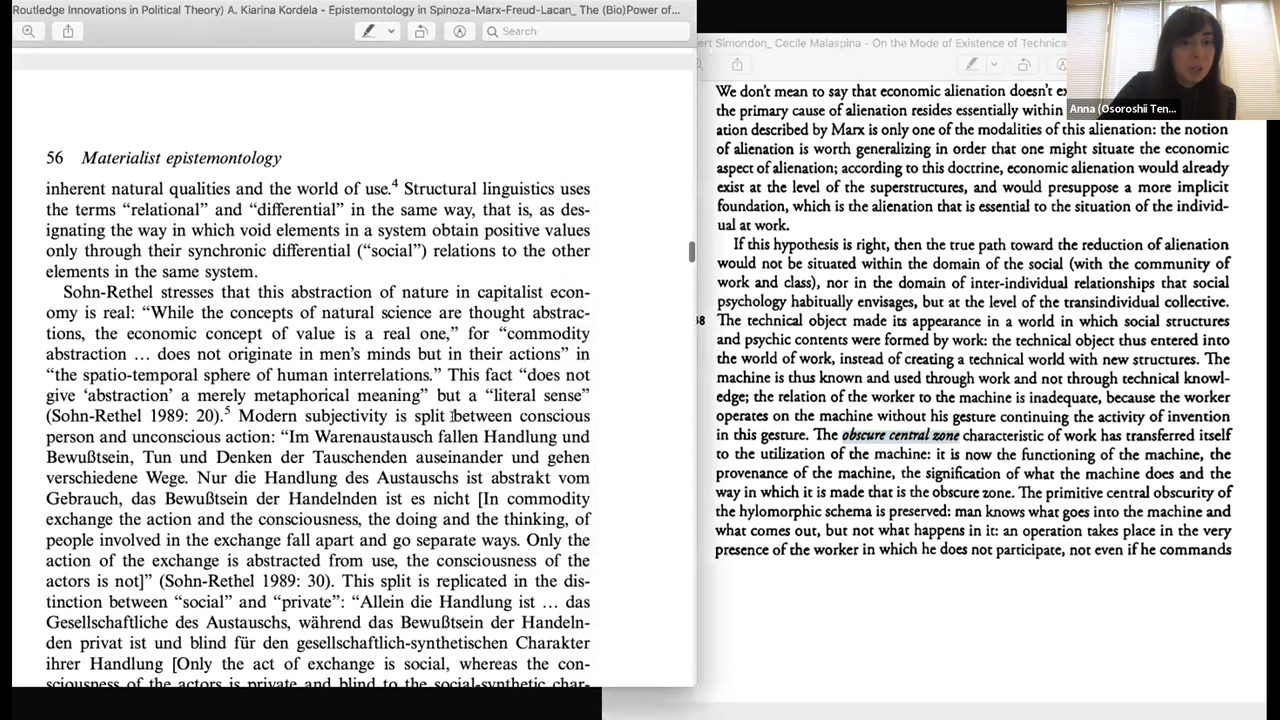 Routledge Innovations in Political Theory) A. Kiarina Kordela - Epistemontology in Spinoza-Marx-Freud-Lacan_ The (Bio)Power of...
Search
56 Materialist epistemontology
inherent natural qualities and the world of use.4 Structural linguistics uses
the terms “relational” and “differential” in the same way, that is, as des-
ignating the way in which void elements in a system obtain positive values
only through their synchronic differential (“social”) relations to the other
elements in the same system.
Sohn-Rethel stresses that this abstraction of nature in capitalist econ-
omy is real: “While the concepts of natural science are thought abstrac-
tions, the economic concept of value is a real one,” for “commodity
abstraction ... does not originate in men’s minds but in their actions” in
“the spatio-temporal sphere of human interrelations.” This fact “does not
give ‘abstraction’ a merely metaphorical meaning” but a “literal sense”
(Sohn-Rethel 1989: 20).5 Modern subjectivity is split between conscious
person and unconscious action: “Im Warenaustausch fallen Handlung und
Bewußtsein, Tun und Denken der Tauschenden auseinander und gehen
verschiedene Wege. Nur die Handlung des Austauschs ist abstrakt vom
Gebrauch, das Bewußtsein der Handelnden ist es nicht [In commodity
exchange the action and the consciousness, the doing and the thinking, of
people involved in the exchange fall apart and go separate ways. Only the
action of the exchange is abstracted from use, the consciousness of the
actors is not]” (Sohn-Rethel 1989: 30). This split is replicated in the dis-
tinction between “social” and “private”: “Allein die Handlung ist ... das
Gesellschaftliche des Austauschs, während das Bewußtsein der Handeln-
den privat ist und blind für den gesellschaftlich-synthetischen Charakter
ihrer Handlung [Only the act of exchange is social, whereas the con-
sciousness of the actors is private and blind to the social-synthetic char-
ert Simondon_ Cecile Malaspina - On the Mode of Existence of Technica
Anna (Osoroshii Ten...
We don’t mean to say that economic alienation doesn’t ex
the primary cause of alienation resides essentially within
ation described by Marx is only one of the modalities of this alienation: the notion
of alienation is worth generalizing in order that one might situate the economic
aspect of alienation; according to this doctrine, economic alienation would already
exist at the level of the superstructures, and would presuppose a more implicit
foundation, which is the alienation that is essential to the situation of the individ-
ual at work.
If this hypothesis is right, then the true path toward the reduction of alienation
would not be situated within the domain of the social (with the community of
work and class), nor in the domain of inter-individual relationships that social
psychology habitually envisages, but at the level of the transindividual collective.
The technical object made its appearance in a world in which social structures
and psychic contents were formed by work: the technical object thus entered into
the world of work, instead of creating a technical world with new structures. The
machine is thus known and used through work and not through technical knowl-
edge; the relation of the worker to the machine is inadequate, because the worker
operates on the machine without his gesture continuing the activity of invention
in this gesture. The obscure central zone characteristic of work has transferred itself
to the utilization of the machine: it is now the functioning of the machine, the
provenance of the machine, the signification of what the machine does and the
way in which it is made that is the obscure zone. The primitive central obscurity of
the hylomorphic schema is preserved: man knows what goes into the machine and
what comes out, but not what happens in it: an operation takes place in the very
presence of the worker in which he does not participate, not even if he commands